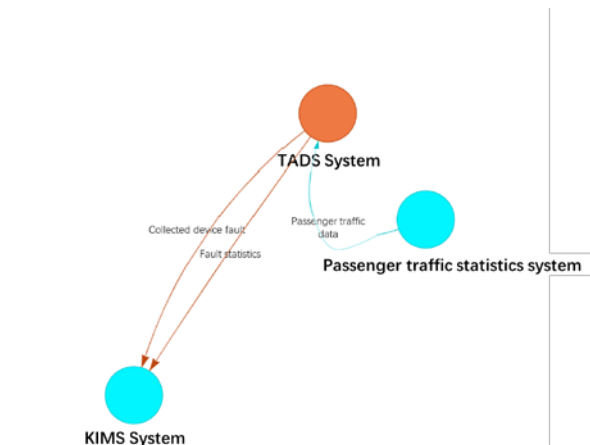 TADS System
Passenger traffic
data
Collected device fault
Fault statistics
Passenger traffic statistics system
KIMS System